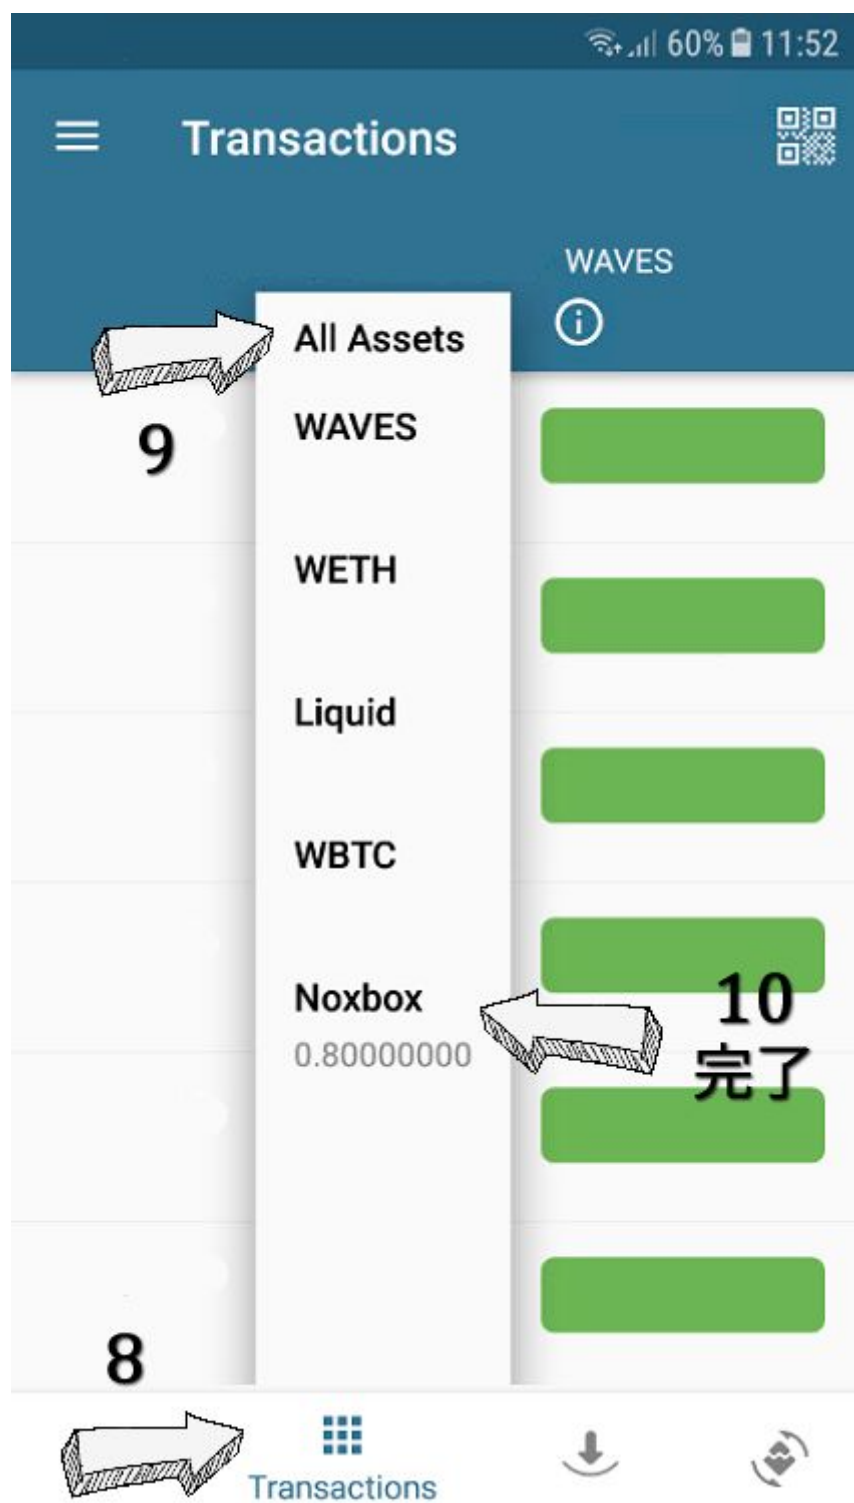 60% 11:52
Transactions
WAVES
All Assets
9
WAVES
WETH
Liquid
WBTC
Noxbox
0.80000000
10
完了
8
Transactions